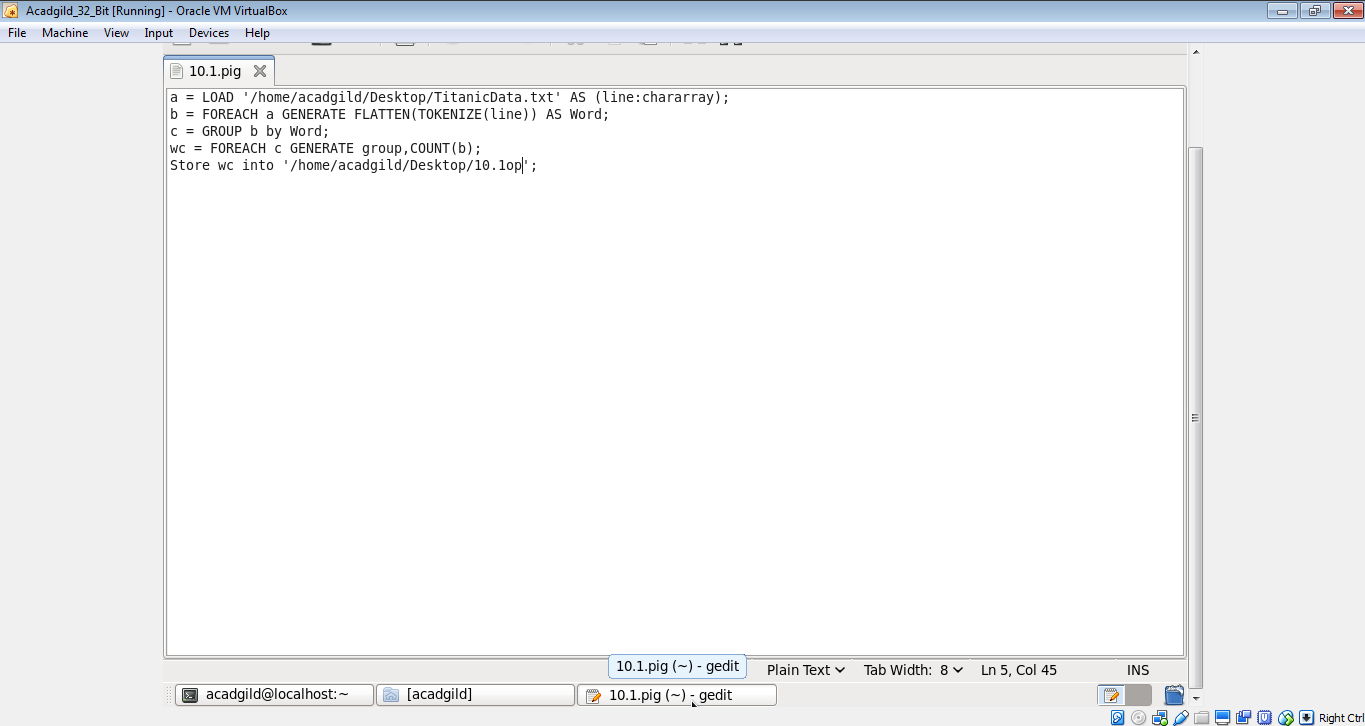 Acadgild_32_Bit [Running] - Oracle VM VirtualBox
File Machine View Input Devices Help
10.1.pig
a = LOAD '/home/acadgild/Desktop/TitanicData.txt' AS (line:chararray);
b = FOREACH a GENERATE FLATTEN(TOKENIZE(line)) AS Word;
c = GROUP b by Word;
wc = FOREACH c GENERATE group,COUNT(b);
Store wc into '/home/acadgild/Desktop/10.1op';
10.1.pig (~) - gedit
Plain Text Tab Width: 8 Ln 5, Col 45 INS
acadgild@localhost:~ [acadgild] 10.1.pig (~) - gedit
Right Ctrl